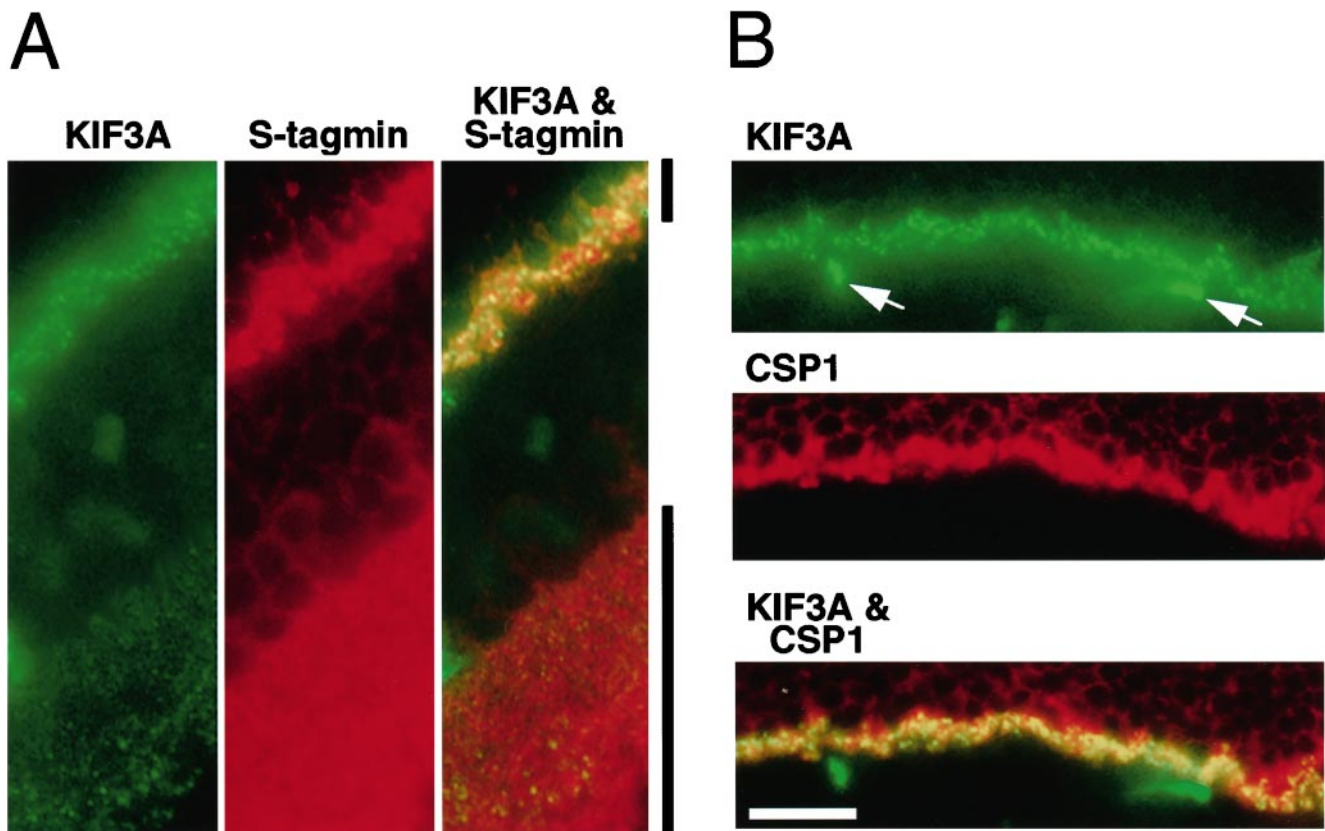 A
KIF3A
S-tagmin
KIF3A &
S-tagmin
B
KIF3A
CSP1
KIF3A &
CSP1